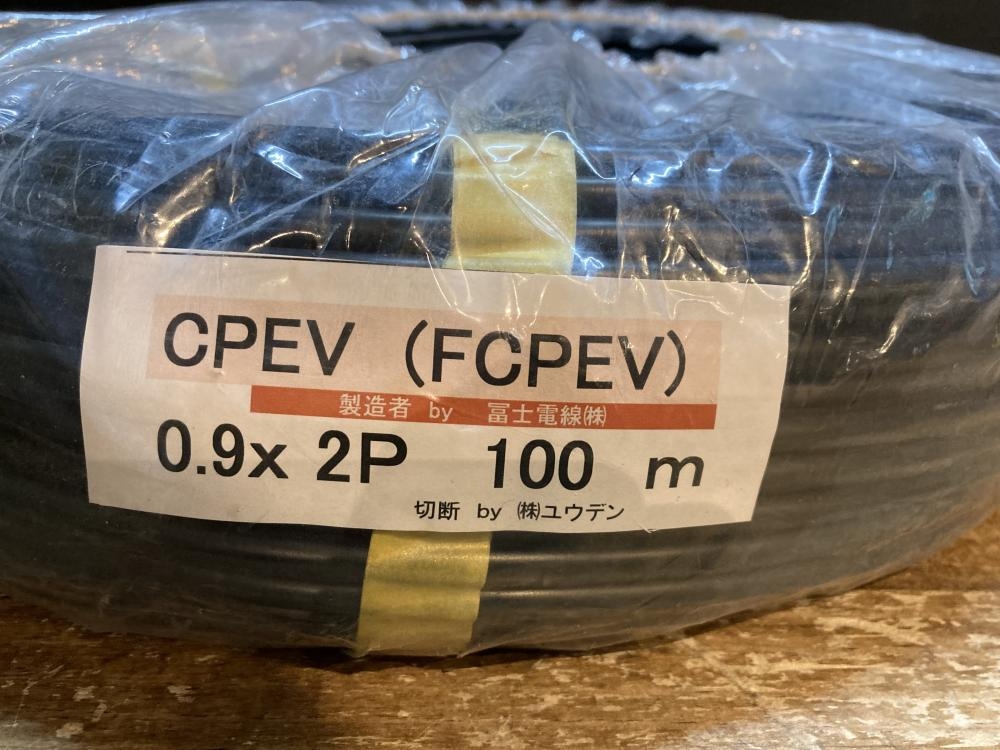 CPEV (FCPEV)
製造者 by 冨士電線㈱
0.9x 2P 100 m
切断 by ㈱ユウデン